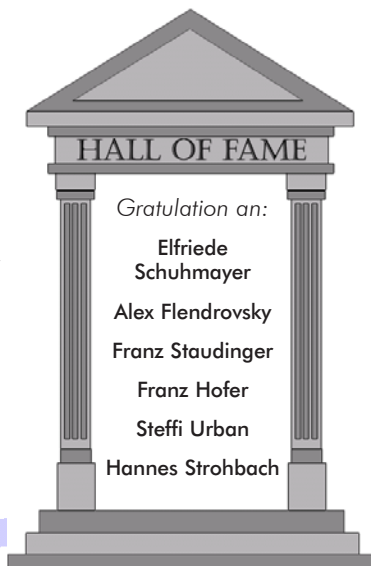 HALL OF FAME
Gratulation an:
Elfriede
Schuhmayer
Alex Flendrovsky
Franz Staudinger
Franz Hofer
Steffi Urban
Hannes Strohbach